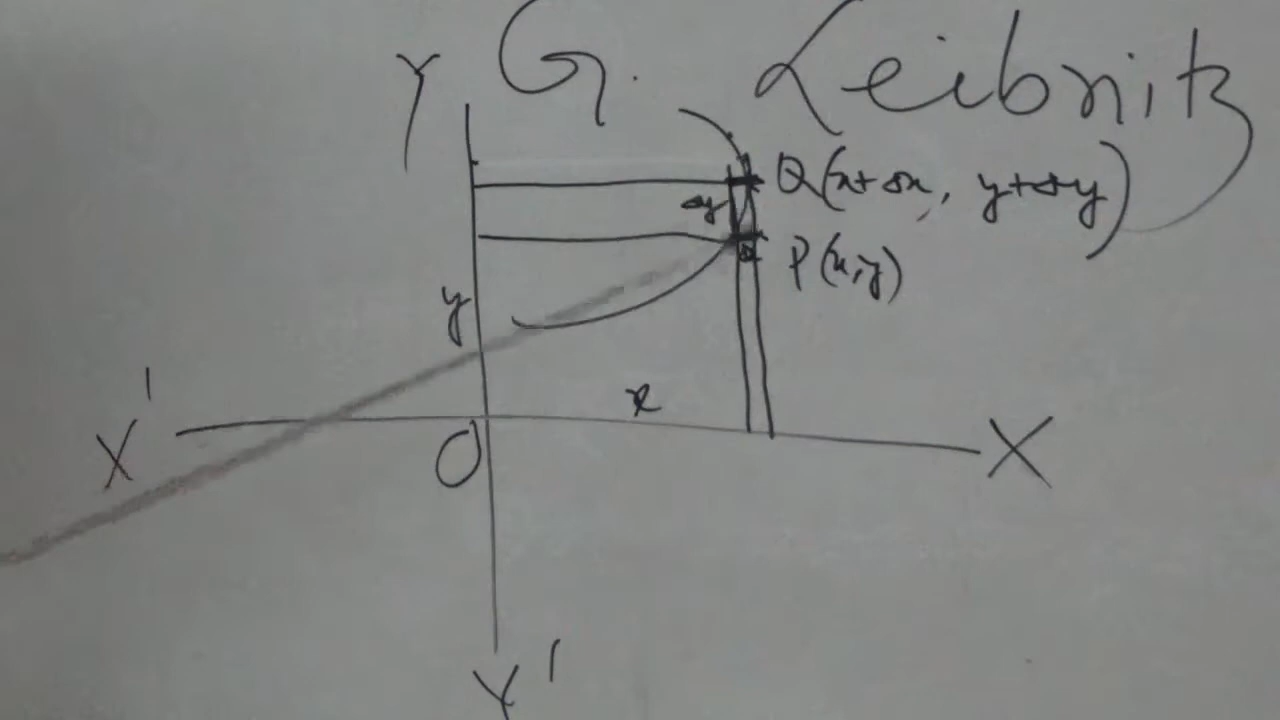 G. Leibnitz
Y
Q(x+Δx, y+Δy)
Δy
P(x,y)
y
x
X'
O
X
Y'